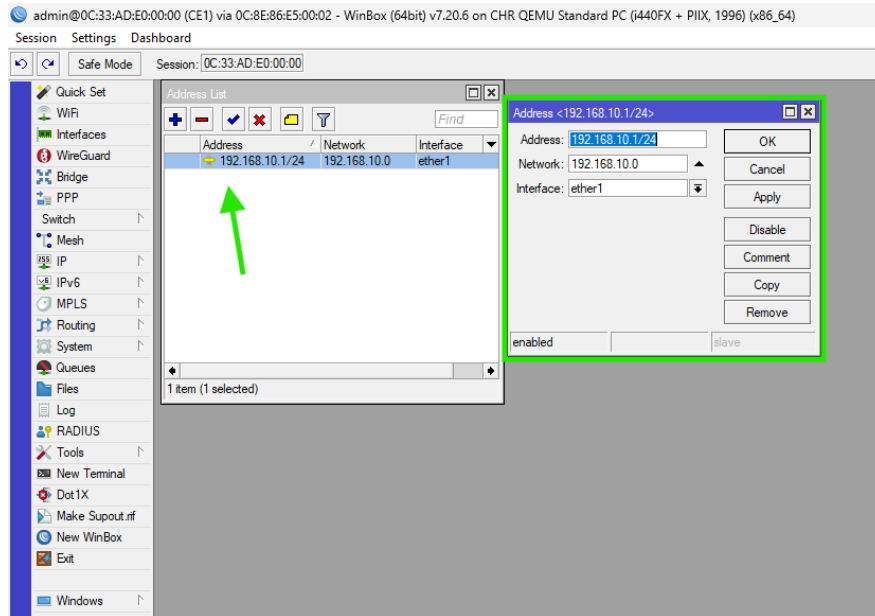 admin@0C:33:AD:E0:00:00 (CE1) via 0C:8E:86:E5:00:02 - WinBox (64bit) v7.20.6 on CHR QEMU Standard PC (i440FX + PIIX, 1996) (x86_64)
Session Settings Dashboard
Safe Mode Session: 0C:33:AD:E0:00:00
Quick Set
WiFi
Interfaces
WireGuard
Bridge
PPP
Switch
Mesh
IP
IPv6
MPLS
Routing
System
Queues
Files
Log
RADIUS
Tools
New Terminal
Dot1X
Make Supout.rif
New WinBox
Exit
Windows
Address List
Find
Address Network Interface
192.168.10.1/24 192.168.10.0 ether1
1 item (1 selected)
Address <192.168.10.1/24>
Address: 192.168.10.1/24
Network: 192.168.10.0
Interface: ether1
OK
Cancel
Apply
Disable
Comment
Copy
Remove
enabled slave